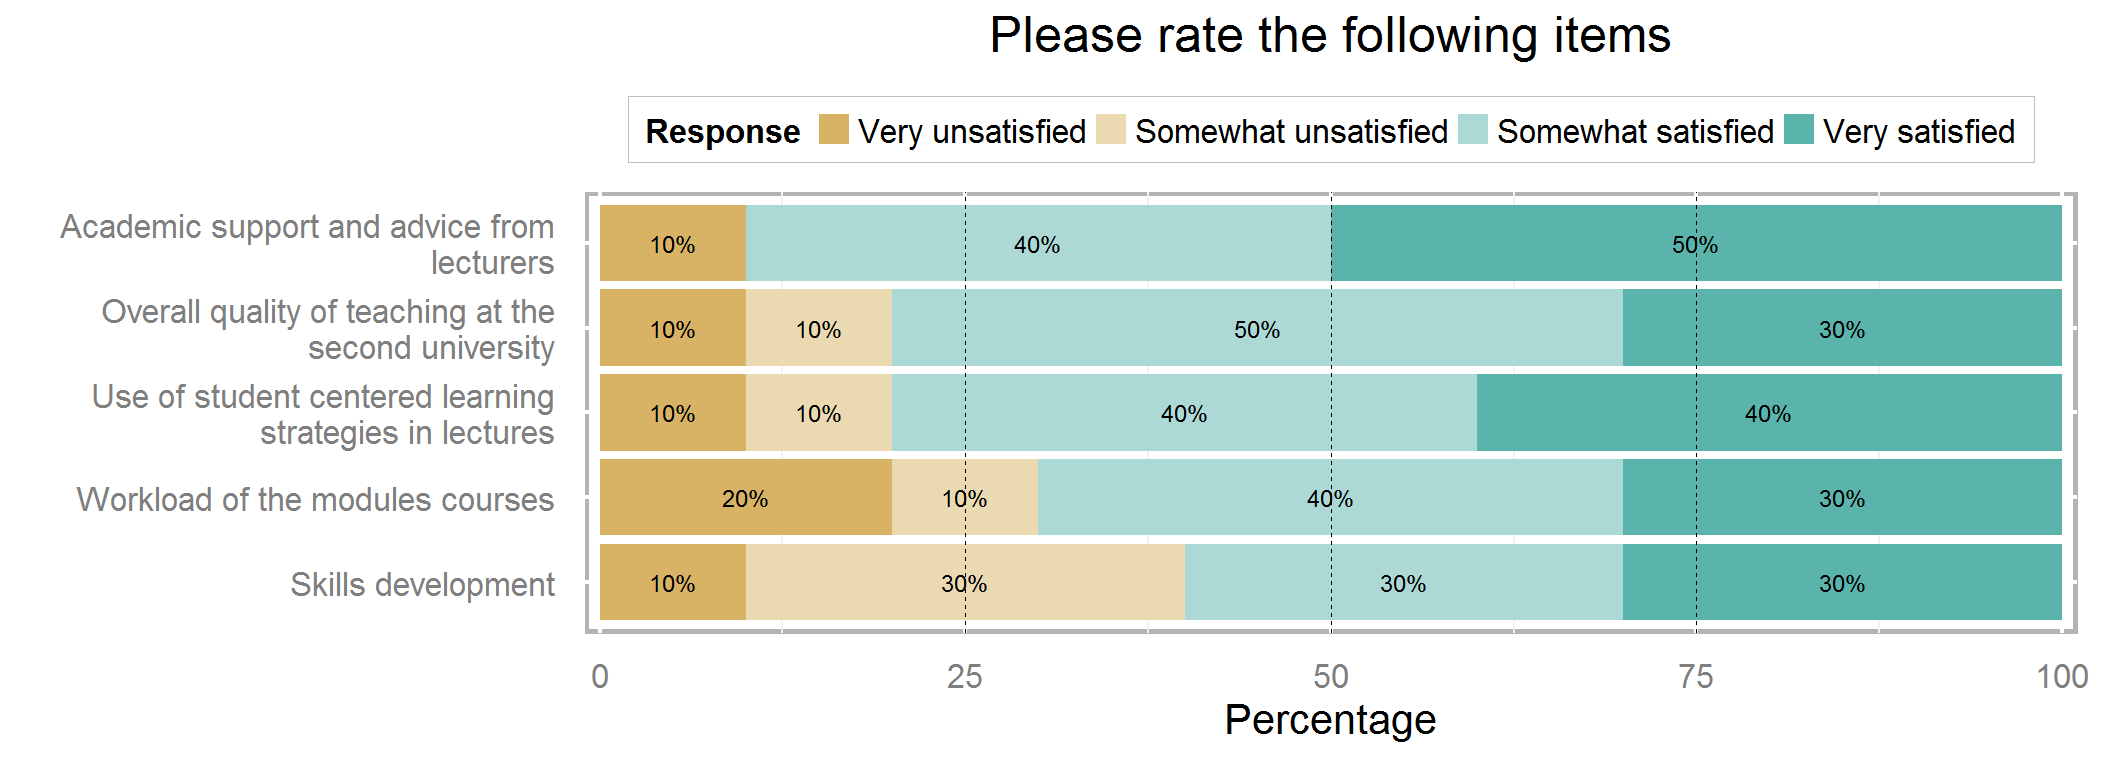 Please rate the following items
Response Very unsatisfied Somewhat unsatisfied Somewhat satisfied Very satisfied
Academic support and advice from
lecturers
10% 40% 50%
Overall quality of teaching at the
second university
10% 10% 50% 30%
Use of student centered learning
strategies in lectures
10% 10% 40% 40%
Workload of the modules courses
20% 10% 40% 30%
Skills development
10% 30% 30% 30%
0 25 50 75 100
Percentage